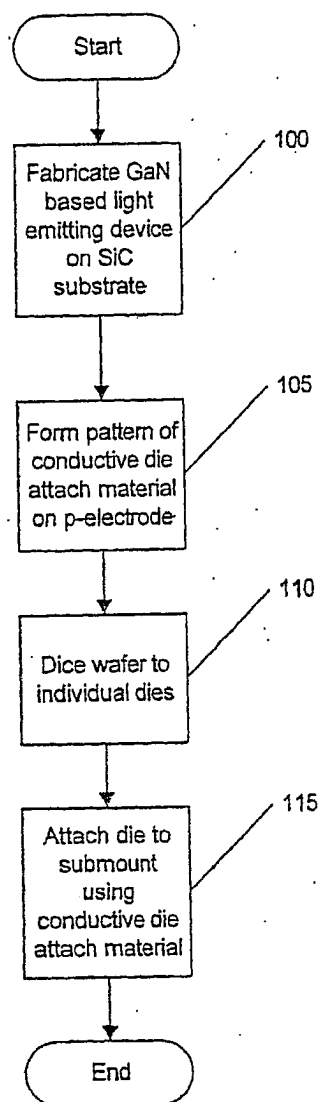 Start
100
Fabricate GaN
based light
emitting device
on SiC
substrate
105
Form pattern of
conductive die
attach material
on p-electrode
110
Dice wafer to
individual dies
115
Attach die to
submount
using
conductive die
attach material
End